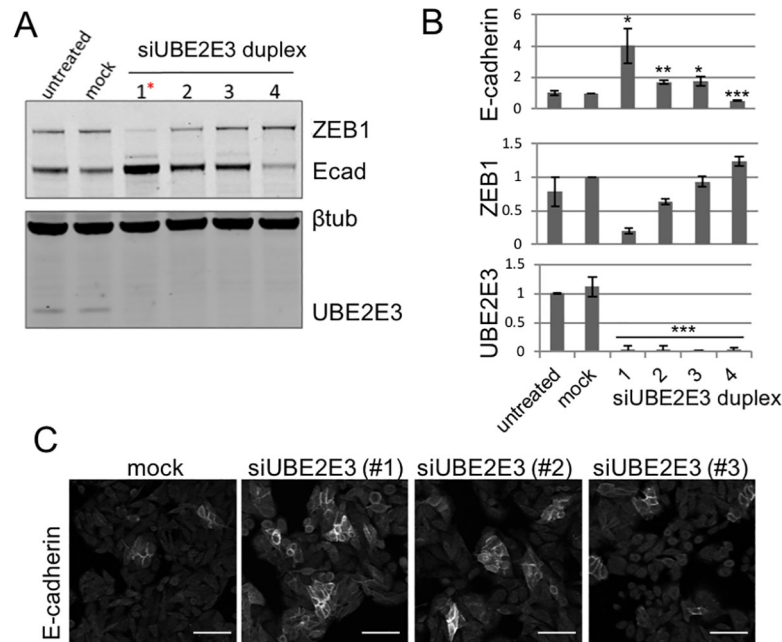 A
untreated
mock
siUBE2E3 duplex
1* 2 3 4
ZEB1
Ecad
βtub
UBE2E3
B
E-cadherin
6
4
2
0
*
**
*
***
ZEB1
1.5
1
0.5
0
UBE2E3
1.5
1
0.5
0
***
untreated
mock
1 2 3 4
siUBE2E3 duplex
C
mock siUBE2E3 (#1) siUBE2E3 (#2) siUBE2E3 (#3)
E-cadherin